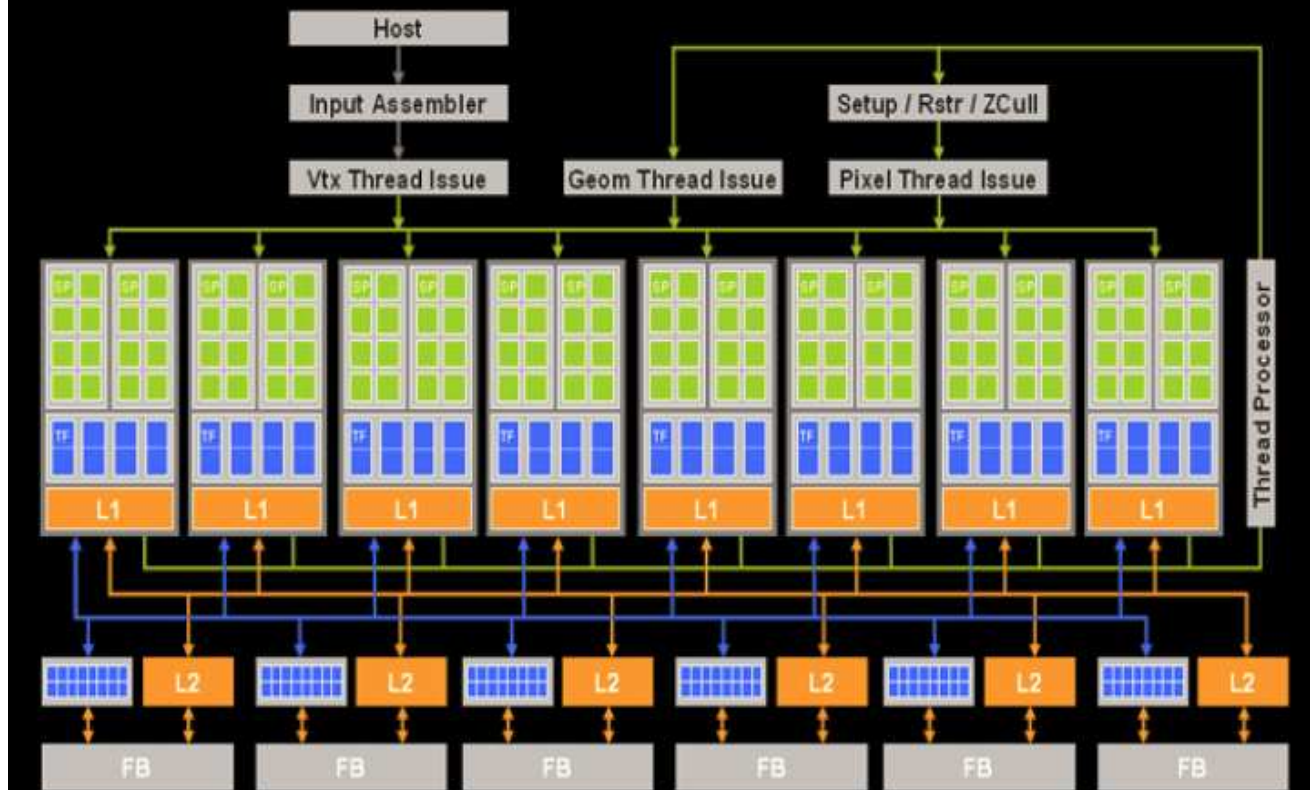 Host
Input Assembler
Setup / Rstr / ZCull
Vtx Thread Issue
Geom Thread Issue
Pixel Thread Issue
SP SP SP SP SP SP SP SP SP SP SP SP SP SP SP SP
Thread Processor
TF TF TF TF TF TF TF TF
L1 L1 L1 L1 L1 L1 L1 L1
L2 L2 L2 L2 L2 L2
FB FB FB FB FB FB